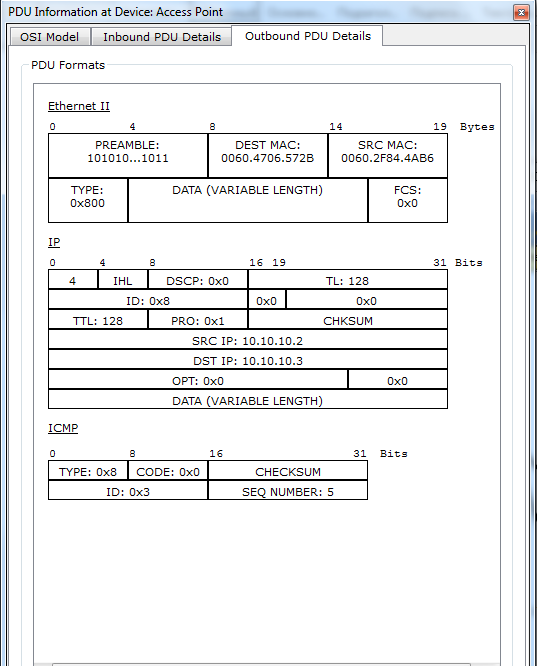 PDU Information at Device: Access Point
OSI Model Inbound PDU Details Outbound PDU Details
PDU Formats
Ethernet II
0 4 8 14 19 Bytes
PREAMBLE: DEST MAC: SRC MAC:
101010...1011 0060.4706.572B 0060.2F84.4AB6
TYPE: DATA (VARIABLE LENGTH) FCS:
0x800 0x0
IP
0 4 8 16 19 31 Bits
4 IHL DSCP: 0x0 TL: 128
ID: 0x8 0x0 0x0
TTL: 128 PRO: 0x1 CHKSUM
SRC IP: 10.10.10.2
DST IP: 10.10.10.3
OPT: 0x0 0x0
DATA (VARIABLE LENGTH)
ICMP
0 8 16 31 Bits
TYPE: 0x8 CODE: 0x0 CHECKSUM
ID: 0x3 SEQ NUMBER: 5